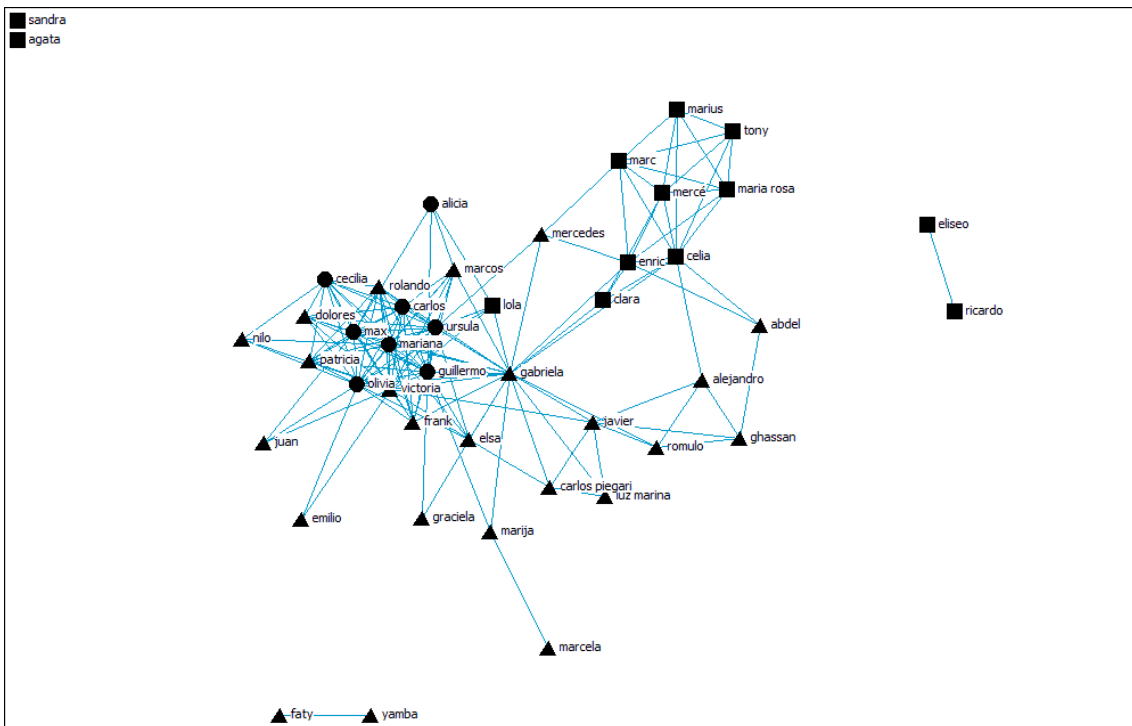 sandra
agata
marius
tony
marc
merce
maria rosa
alicia
mercedes
eliseo
enric
celia
marcos
cecilia
rolando
carlos
lola
clara
ricardo
dolores
max
ursula
abdel
nilo
mariana
patricia
guillermo
gabriela
alejandro
olivia
victoria
frank
javier
juan
elsa
romulo
ghassan
carlos piegari
luz marina
emilio
graciela
marija
marcela
faty
yamba